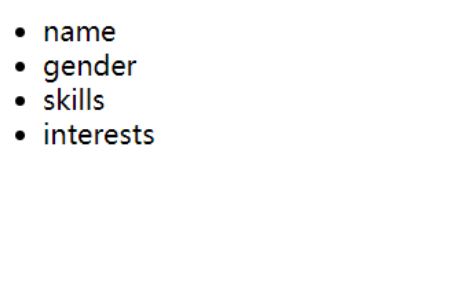 • name
• gender
• skills
• interests